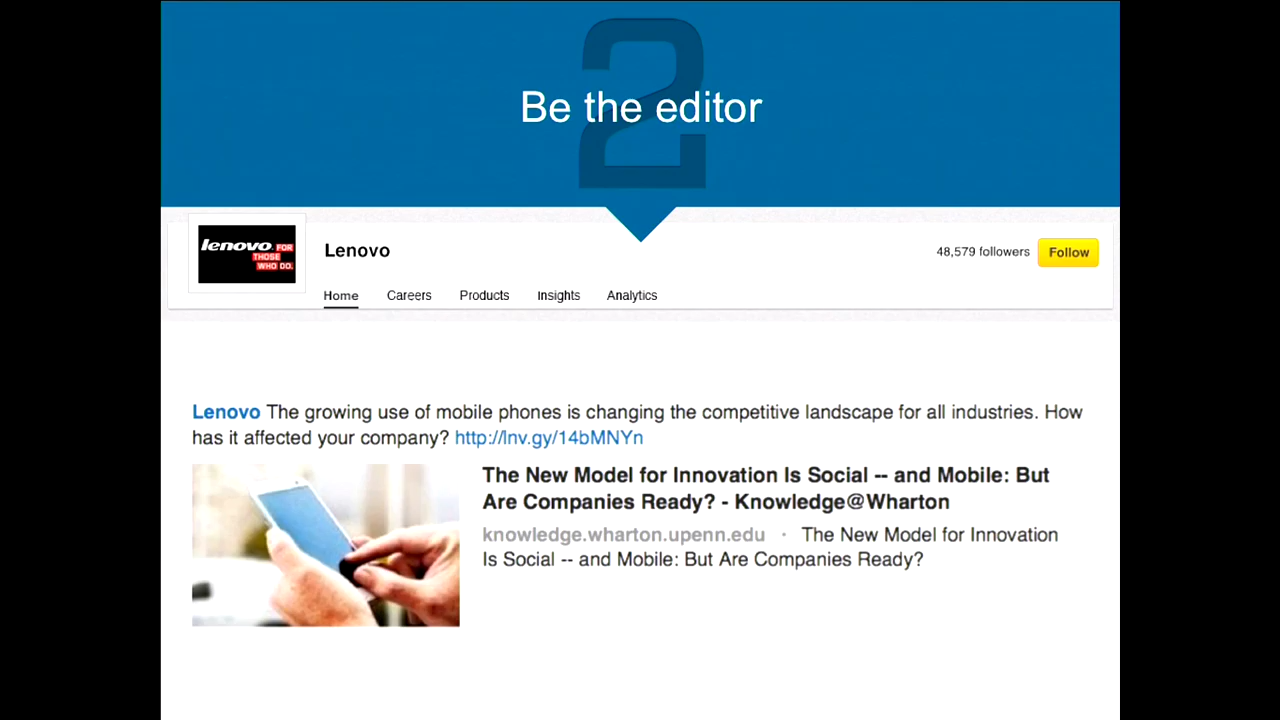 2
Be the editor
lenovo FOR
THOSE
WHO DO.
Lenovo
48,579 followers
Follow
Home Careers Products Insights Analytics
Lenovo The growing use of mobile phones is changing the competitive landscape for all industries. How
has it affected your company? http://lnv.gy/14bMNYn
The New Model for Innovation Is Social -- and Mobile: But
Are Companies Ready? - Knowledge@Wharton
knowledge.wharton.upenn.edu · The New Model for Innovation
Is Social -- and Mobile: But Are Companies Ready?